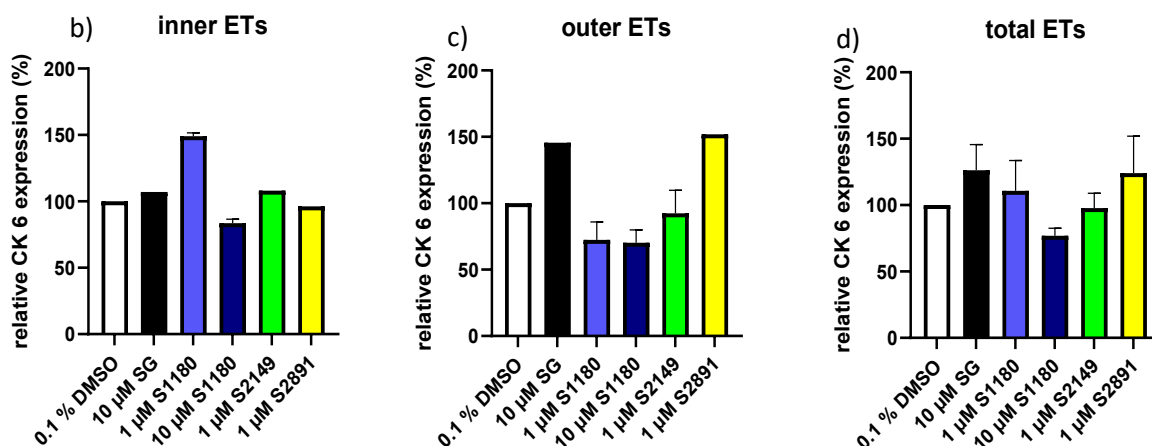 b) inner ETs
relative CK 6 expression (%)
200
150
100
50
0
0.1 % DMSO
10 µM SG
1 µM S1180
10 µM S1180
1 µM S2149
1 µM S2891
c) outer ETs
relative CK 6 expression (%)
200
150
100
50
0
0.1 % DMSO
10 µM SG
1 µM S1180
10 µM S1180
1 µM S2149
1 µM S2891
d) total ETs
relative CK 6 expression (%)
200
150
100
50
0
0.1 % DMSO
10 µM SG
1 µM S1180
10 µM S1180
1 µM S2149
1 µM S2891